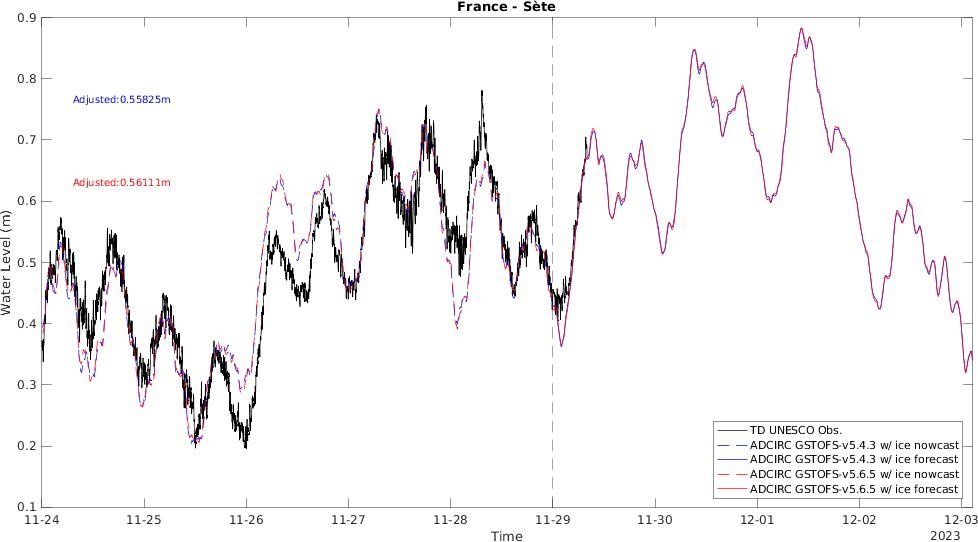 France - Sète
0.9
0.8
0.7
0.6
0.5
0.4
0.3
0.2
0.1
Water Level (m)
Adjusted:0.55825m
Adjusted:0.56111m
TD UNESCO Obs.
ADCIRC GSTOFS-v5.4.3 w/ ice nowcast
ADCIRC GSTOFS-v5.4.3 w/ ice forecast
ADCIRC GSTOFS-v5.6.5 w/ ice nowcast
ADCIRC GSTOFS-v5.6.5 w/ ice forecast
11-24 11-25 11-26 11-27 11-28 11-29 11-30 12-01 12-02 12-03
Time 2023